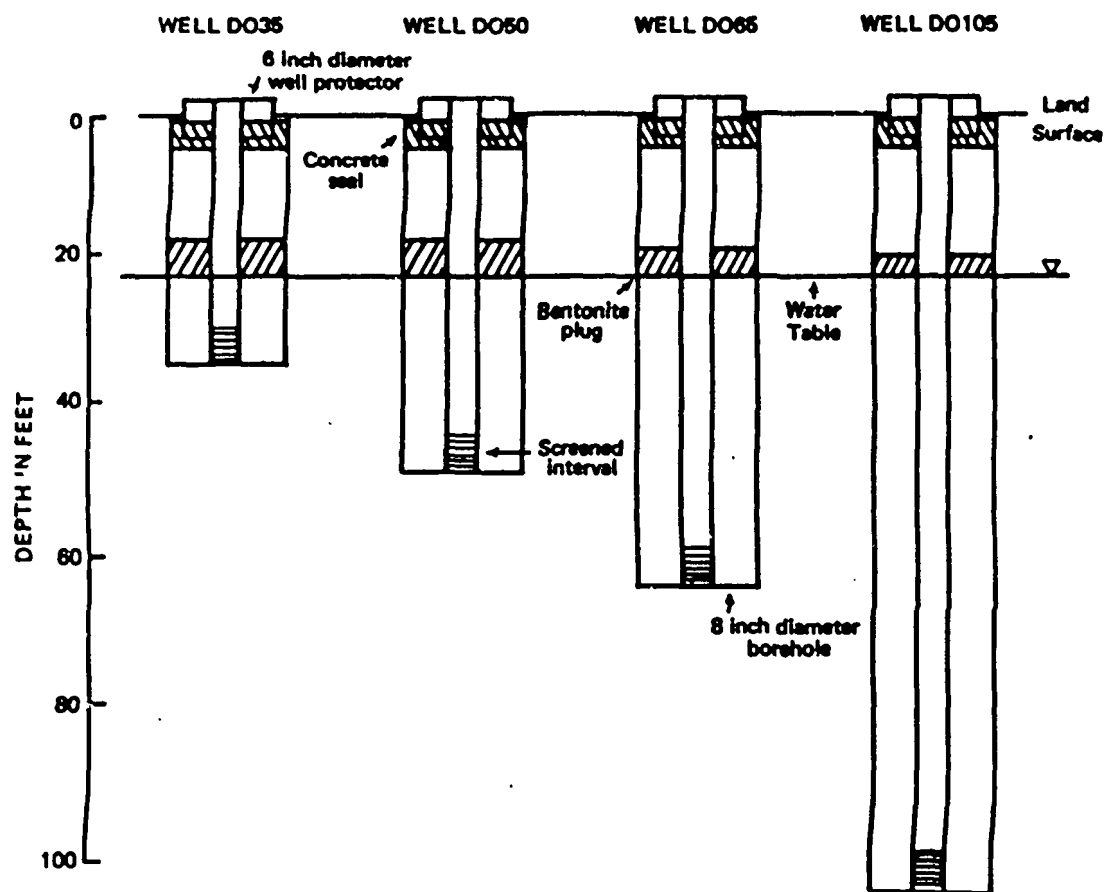 WELL DO35
WELL DO50
WELL DO65
WELL DO105
6 inch diameter
well protector
Land
Surface
Concrete
seal
Bentonite
plug
Water
Table
Screened
interval
8 inch diameter
borehole
DEPTH 'N FEET
0
20
40
60
80
100